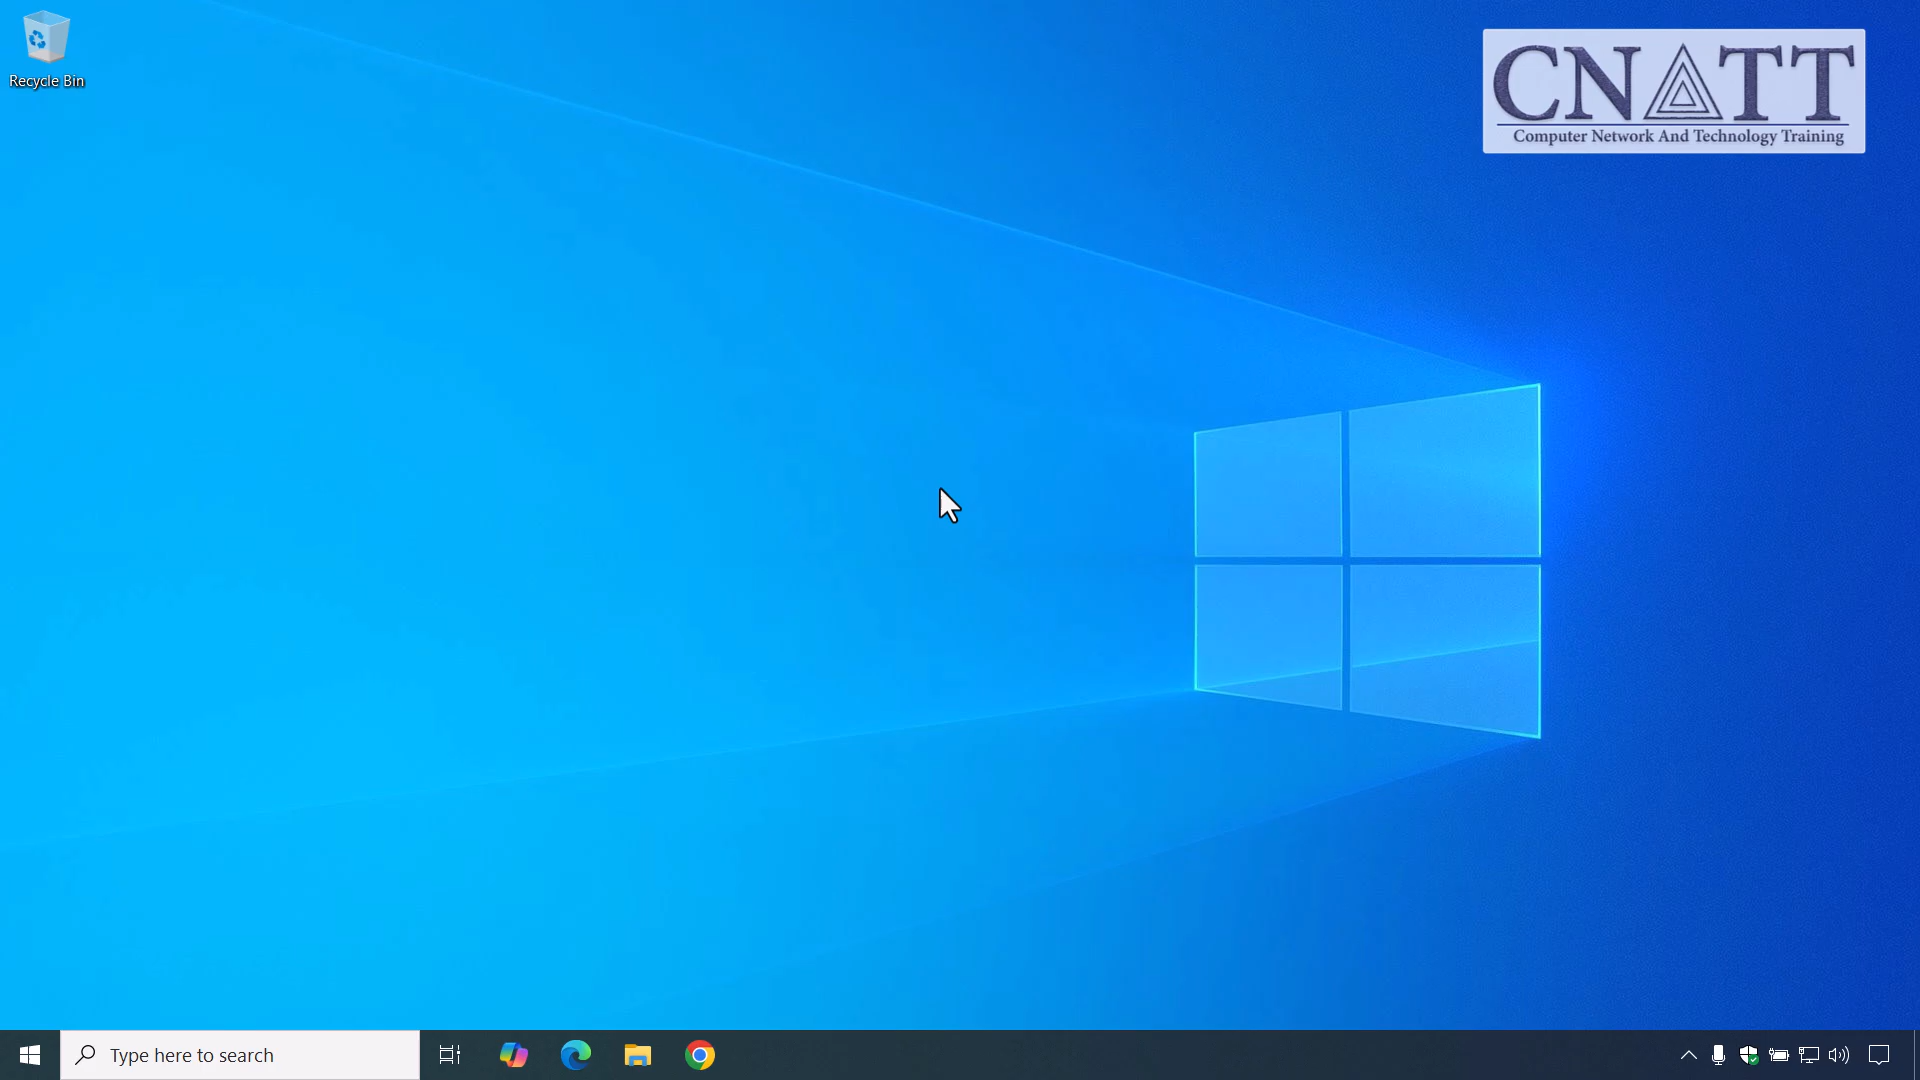 Recycle Bin
CNATT
Computer Network And Technology Training
Type here to search